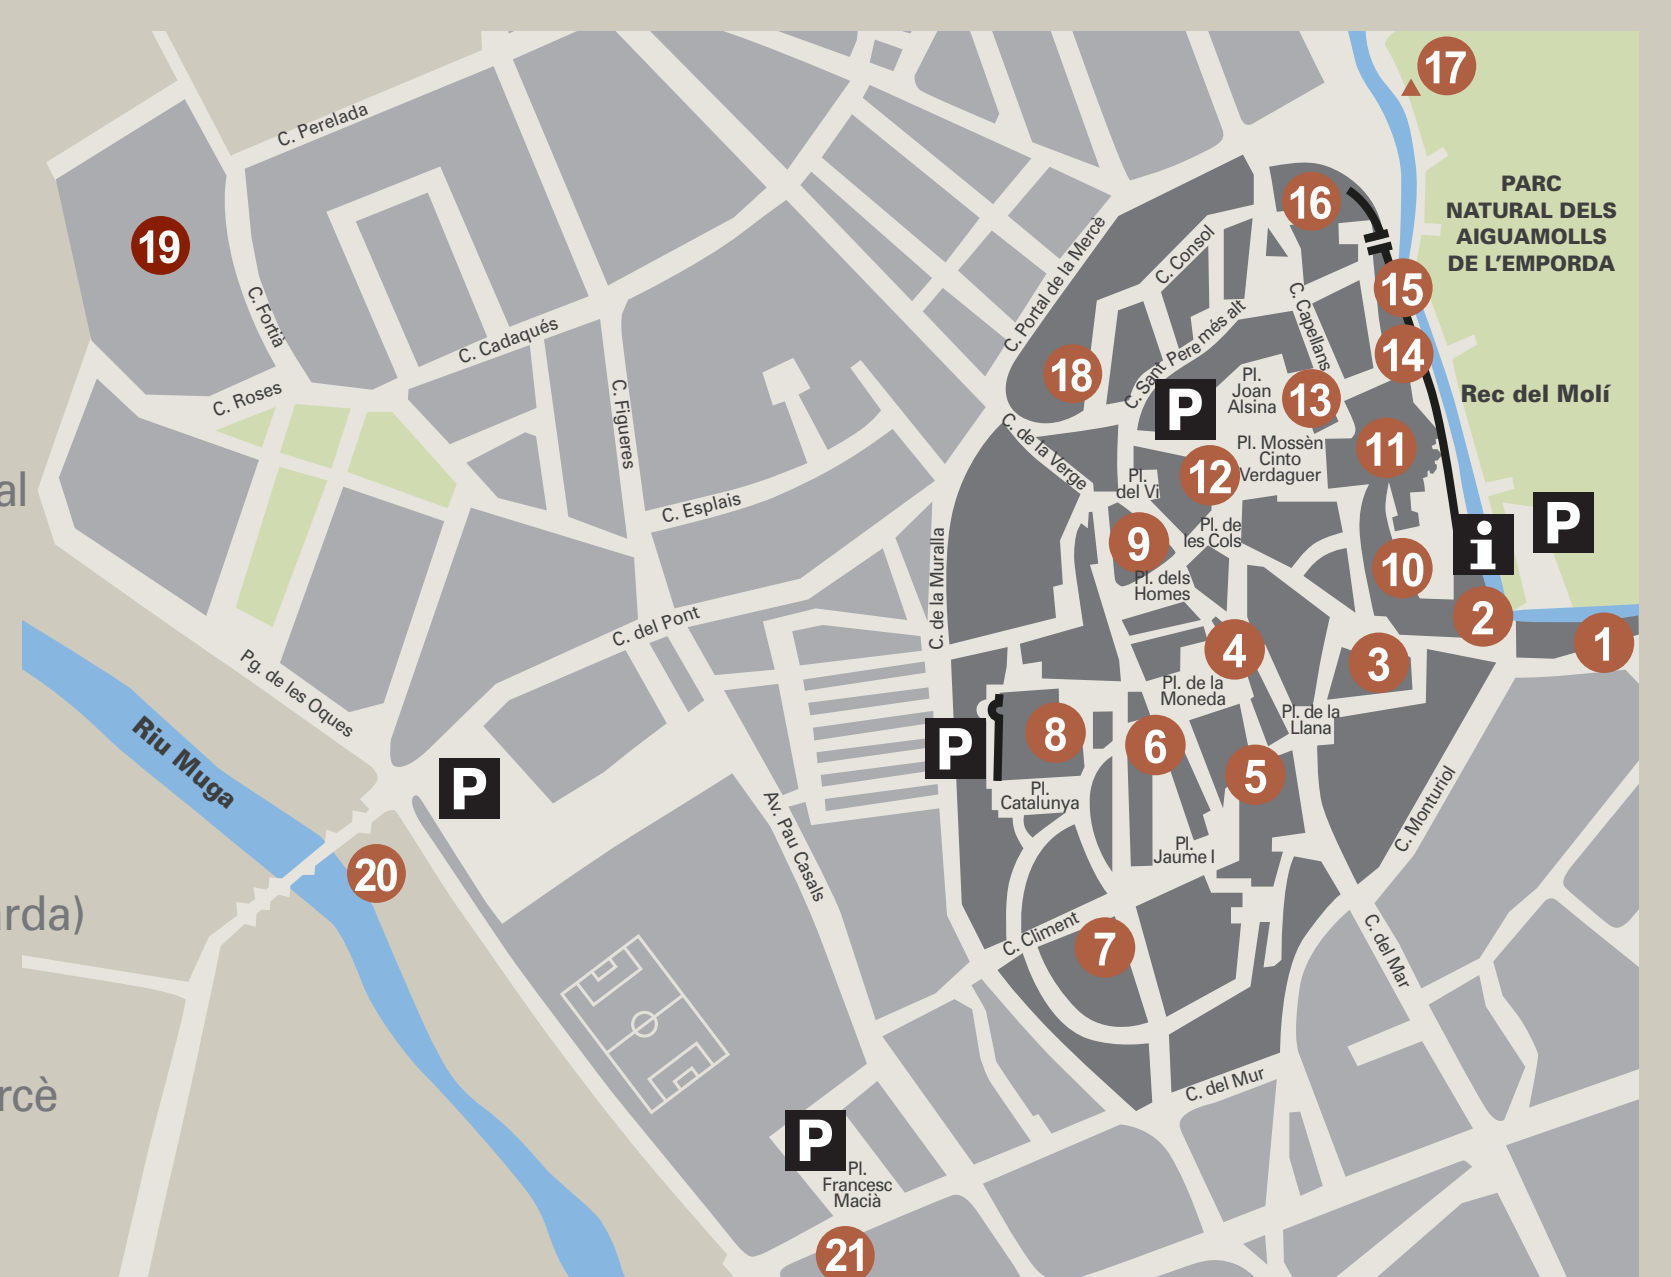 17
C. Perelada
PARC
NATURAL DELS
AIGUAMOLLS
DE L'EMPORDA
16
19
C. Portal de la Mercè
C. Consol
15
C. Fortià
C. Cadaqués
C. Capellans
14
C. Sant Pere més alt
18
P
Pl.
Joan
Alsina
13
Rec del Molí
C. Roses
C. Figueres
C. de la Verge
Pl. Mossèn
Cinto
Verdaguer
11
12
Pl.
del Vi
al
C. Esplais
P
i
9
Pl. de
les Cols
10
Pl. dels
Homes
C. de la Muralla
2
1
C. del Pont
4
3
Pg. de les Oques
Pl. de la
Moneda
Pl. de la
Llana
8
6
5
P
Riu Muga
P
Pl.
Catalunya
C. Monturiol
Av. Pau Casals
Pl.
Jaume I
20
arda)
C. Climent
7
C. del Mar
rcè
C. del Mur
P
Pl.
Francesc
Macià
21